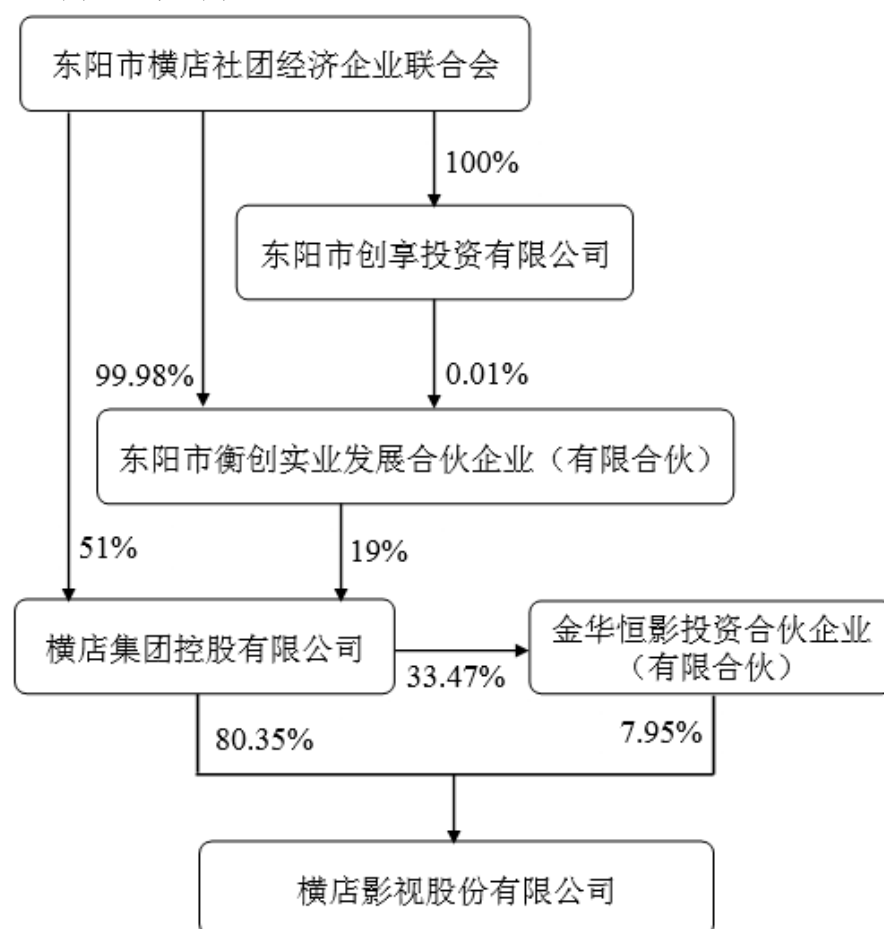 东阳市横店社团经济企业联合会
100%
东阳市创享投资有限公司
99.98%
0.01%
东阳市衡创实业发展合伙企业（有限合伙）
51%
19%
横店集团控股有限公司
33.47%
金华恒影投资合伙企业
（有限合伙）
80.35%
7.95%
横店影视股份有限公司